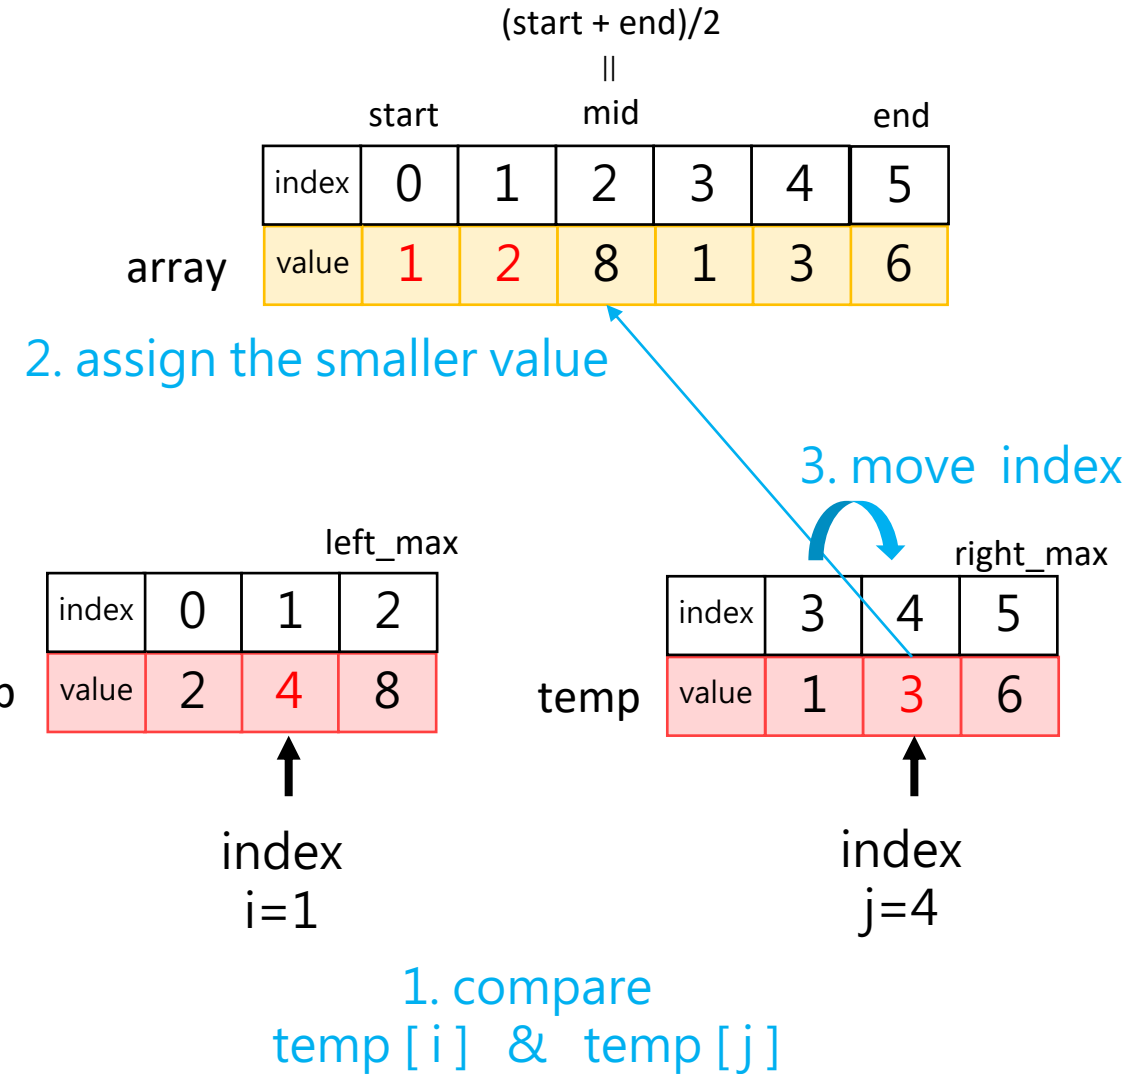 (start + end)/2
||
start mid end
index 0 1 2 3 4 5
array value 1 2 8 1 3 6
2. assign the smaller value
3. move index
left_max
right_max
index 0 1 2
index 3 4 5
value 2 4 8
temp value 1 3 6
index
i=1
index
j=4
1. compare
temp [ i ] & temp [ j ]